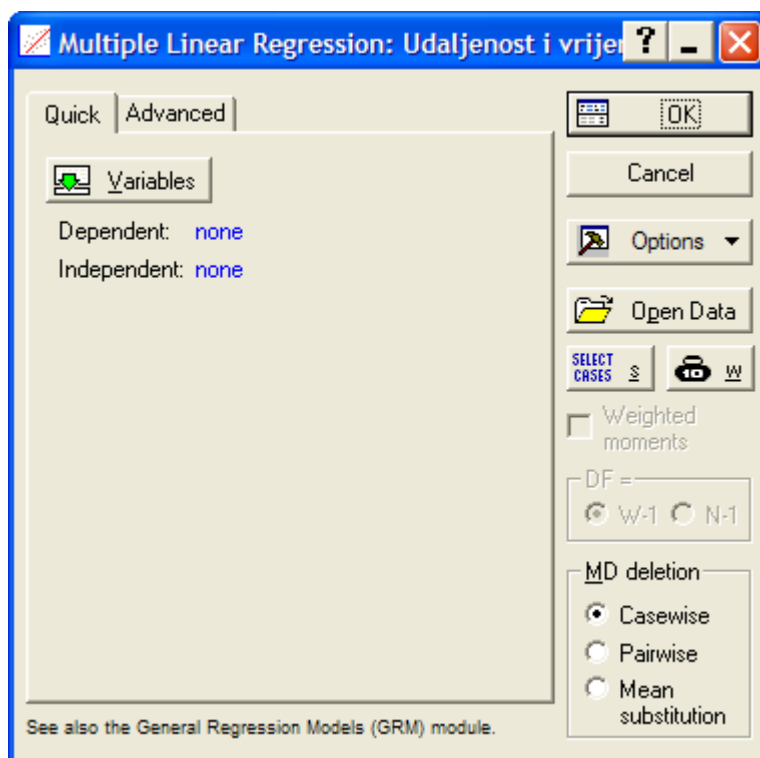 Multiple Linear Regression: Udaljenost i vrijer
Quick
Advanced
Variables
Dependent: none
Independent: none
See also the General Regression Models (GRM) module.
OK
Cancel
Options
Open Data
SELECT CASES S
10 W
Weighted
moments
DF =
W-1 N-1
MD deletion
Casewise
Pairwise
Mean
substitution